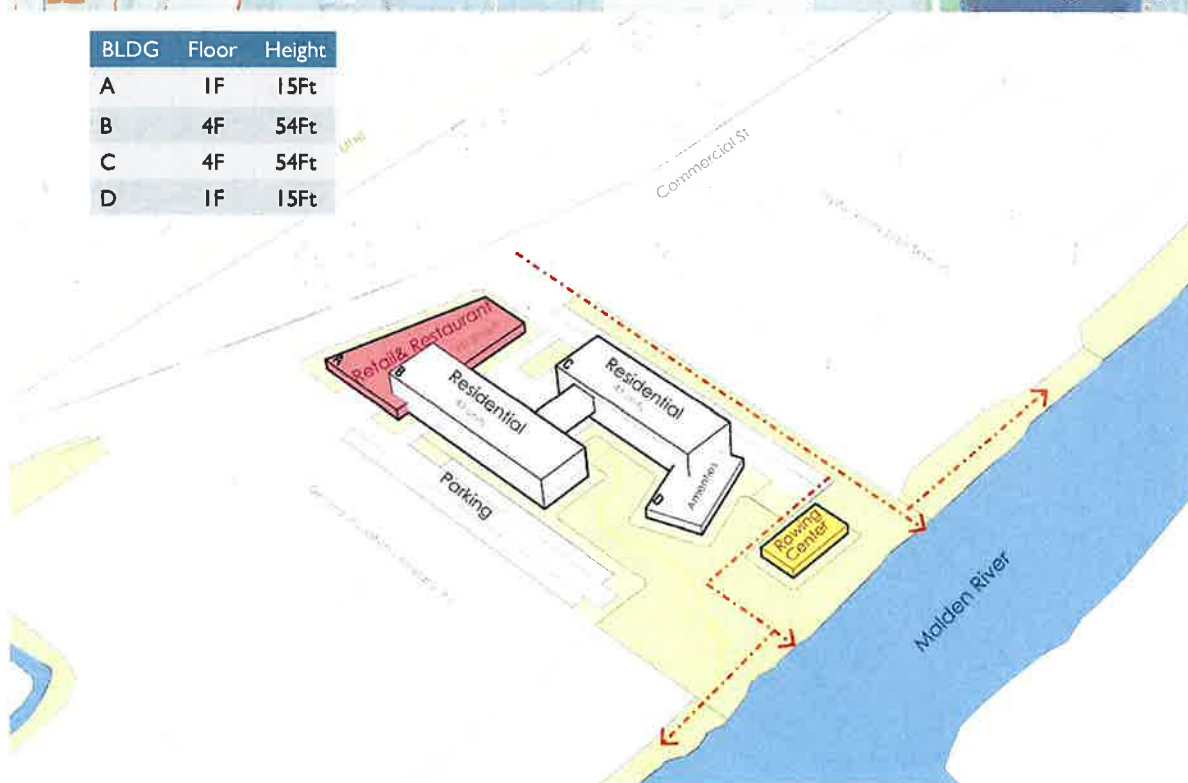 BLDG Floor Height
A 1F 15Ft
B 4F 54Ft
C 4F 54Ft
D 1F 15Ft
Commercial St
A
Retail& Restaurant
B
Residential
C
Residential
D
Amenties
Parking
Rowing
Center
Malden River